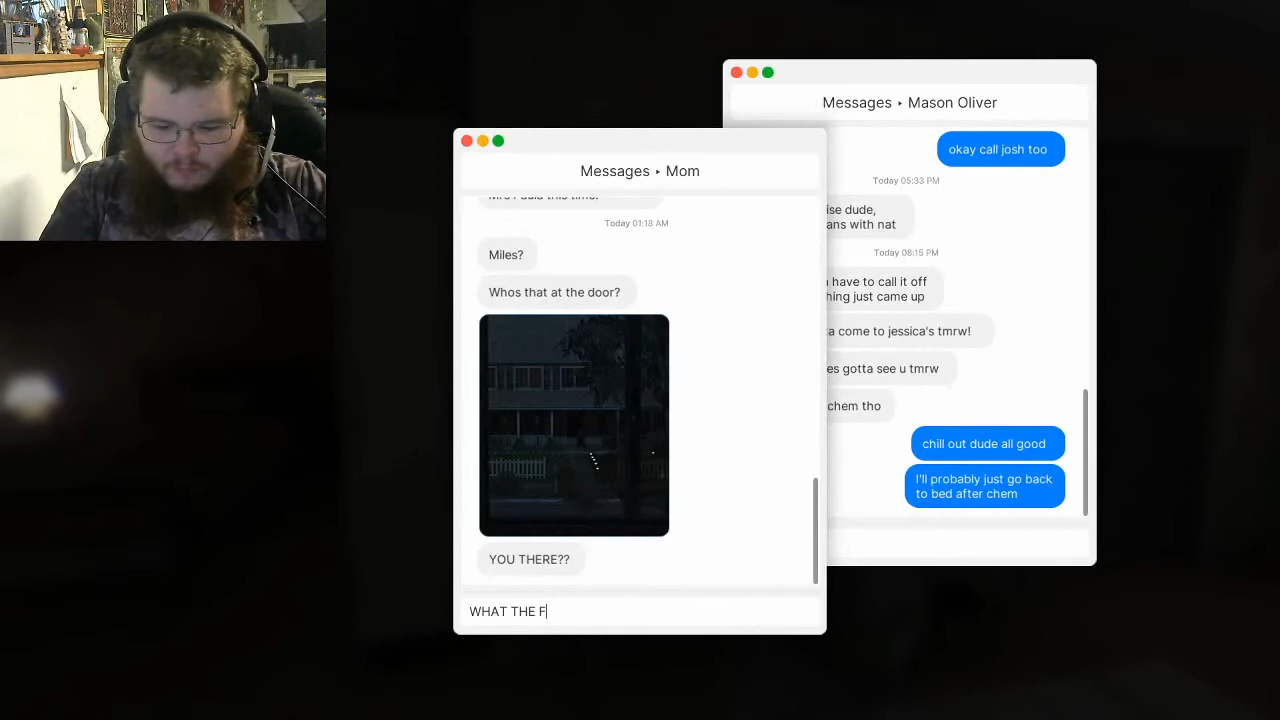 Messages ‣ Mason Oliver
okay call josh too
Today 05:33 PM
ise dude,
ans with nat
Today 08:15 PM
have to call it off
hing just came up
a come to jessica's tmrw!
es gotta see u tmrw
chem tho
chill out dude all good
I'll probably just go back
to bed after chem
Messages ‣ Mom
Today 01:18 AM
Miles?
Whos that at the door?
YOU THERE??
WHAT THE F